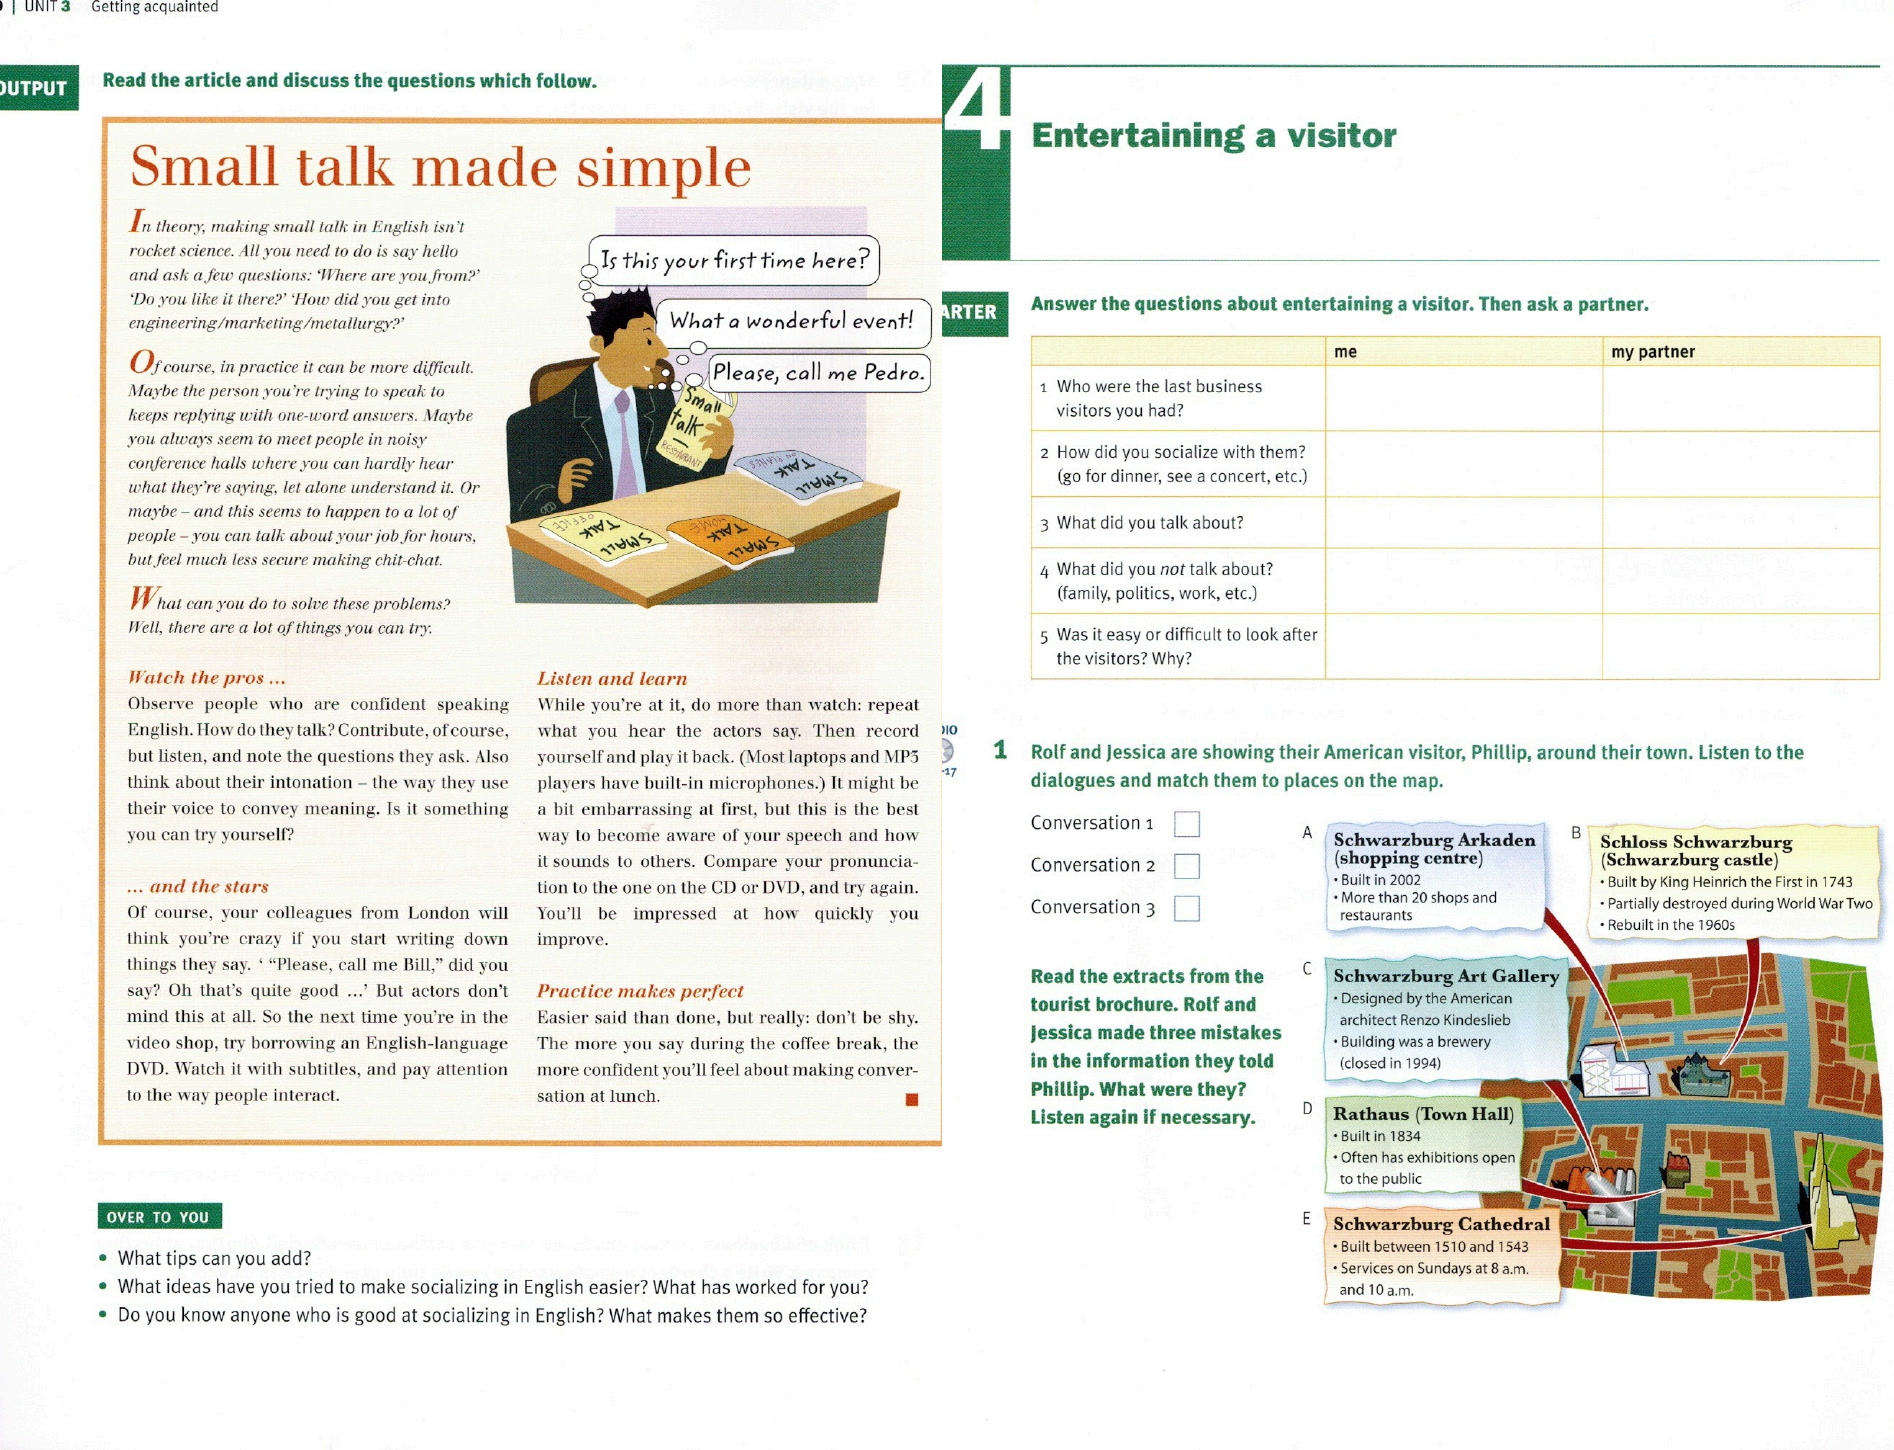 | UNIT 3 Getting acquainted
OUTPUT
Read the article and discuss the questions which follow.
Small talk made simple
In theory, making small talk in English isn't
rocket science. All you need to do is say hello
and ask a few questions: 'Where are you from?'
'Do you like it there?' 'How did you get into
engineering/marketing/metallurgy?'
Of course, in practice it can be more difficult.
Maybe the person you're trying to speak to
keeps replying with one-word answers. Maybe
you always seem to meet people in noisy
conference halls where you can hardly hear
what they're saying, let alone understand it. Or
maybe – and this seems to happen to a lot of
people – you can talk about your job for hours,
but feel much less secure making chit-chat.
What can you do to solve these problems?
Well, there are a lot of things you can try.
Is this your first time here?
What a wonderful event!
Please, call me Pedro.
Small
talk
–
RESTAURANT
SMALL
TALK
ON PLANES
SMALL
TALK
OFFICE
SMALL
TALK
HOME
Watch the pros ...
Observe people who are confident speaking
English. How do they talk? Contribute, of course,
but listen, and note the questions they ask. Also
think about their intonation – the way they use
their voice to convey meaning. Is it something
you can try yourself?
... and the stars
Of course, your colleagues from London will
think you're crazy if you start writing down
things they say. ' "Please, call me Bill," did you
say? Oh that's quite good ...' But actors don't
mind this at all. So the next time you're in the
video shop, try borrowing an English-language
DVD. Watch it with subtitles, and pay attention
to the way people interact.
Listen and learn
While you're at it, do more than watch: repeat
what you hear the actors say. Then record
yourself and play it back. (Most laptops and MP3
players have built-in microphones.) It might be
a bit embarrassing at first, but this is the best
way to become aware of your speech and how
it sounds to others. Compare your pronuncia-
tion to the one on the CD or DVD, and try again.
You'll be impressed at how quickly you
improve.
Practice makes perfect
Easier said than done, but really: don't be shy.
The more you say during the coffee break, the
more confident you'll feel about making conver-
sation at lunch.
OVER TO YOU
• What tips can you add?
• What ideas have you tried to make socializing in English easier? What has worked for you?
• Do you know anyone who is good at socializing in English? What makes them so effective?
4
Entertaining a visitor
ARTER
Answer the questions about entertaining a visitor. Then ask a partner.
me my partner
1 Who were the last business
visitors you had?
2 How did you socialize with them?
(go for dinner, see a concert, etc.)
3 What did you talk about?
4 What did you not talk about?
(family, politics, work, etc.)
5 Was it easy or difficult to look after
the visitors? Why?
DIO
-17
1 Rolf and Jessica are showing their American visitor, Phillip, around their town. Listen to the
dialogues and match them to places on the map.
Conversation 1
Conversation 2
Conversation 3
Read the extracts from the
tourist brochure. Rolf and
Jessica made three mistakes
in the information they told
Phillip. What were they?
Listen again if necessary.
A
Schwarzburg Arkaden
(shopping centre)
• Built in 2002
• More than 20 shops and
restaurants
B
Schloss Schwarzburg
(Schwarzburg castle)
• Built by King Heinrich the First in 1743
• Partially destroyed during World War Two
• Rebuilt in the 1960s
C
Schwarzburg Art Gallery
• Designed by the American
architect Renzo Kindeslieb
• Building was a brewery
(closed in 1994)
D
Rathaus (Town Hall)
• Built in 1834
• Often has exhibitions open
to the public
E
Schwarzburg Cathedral
• Built between 1510 and 1543
• Services on Sundays at 8 a.m.
and 10 a.m.